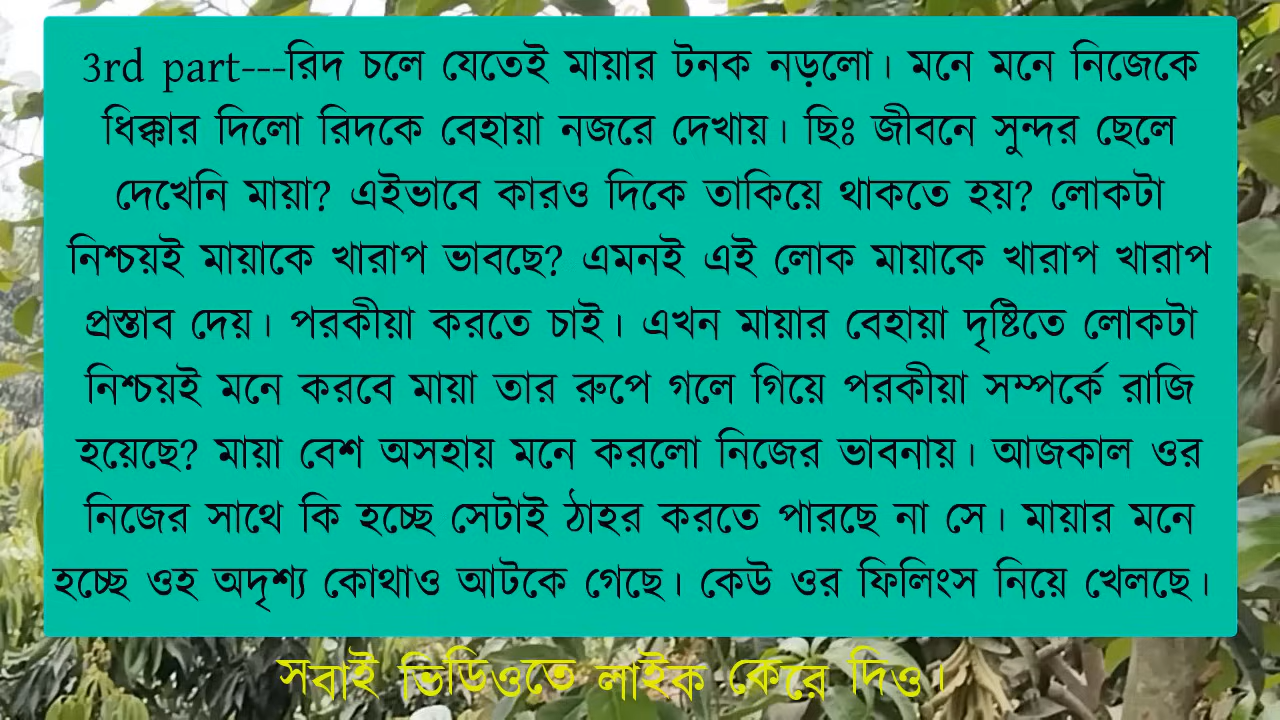 3rd part---রিদ চলে যেতেই মায়ার টনক নড়লো। মনে মনে নিজেকে
ধিক্কার দিলো রিদকে বেহায়া নজরে দেখায়। ছিঃ জীবনে সুন্দর ছেলে
দেখেনি মায়া? এইভাবে কারও দিকে তাকিয়ে থাকতে হয়? লোকটা
নিশ্চয়ই মায়াকে খারাপ ভাবছে? এমনই এই লোক মায়াকে খারাপ খারাপ
প্রস্তাব দেয়। পরকীয়া করতে চাই। এখন মায়ার বেহায়া দৃষ্টিতে লোকটা
নিশ্চয়ই মনে করবে মায়া তার রুপে গলে গিয়ে পরকীয়া সম্পর্কে রাজি
হয়েছে? মায়া বেশ অসহায় মনে করলো নিজের ভাবনায়। আজকাল ওর
নিজের সাথে কি হচ্ছে সেটাই ঠাহর করতে পারছে না সে। মায়ার মনে
হচ্ছে ওহ অদৃশ্য কোথাও আটকে গেছে। কেউ ওর ফিলিংস নিয়ে খেলছে।
সবাই ভিডিওতে লাইক কেরে দিও।